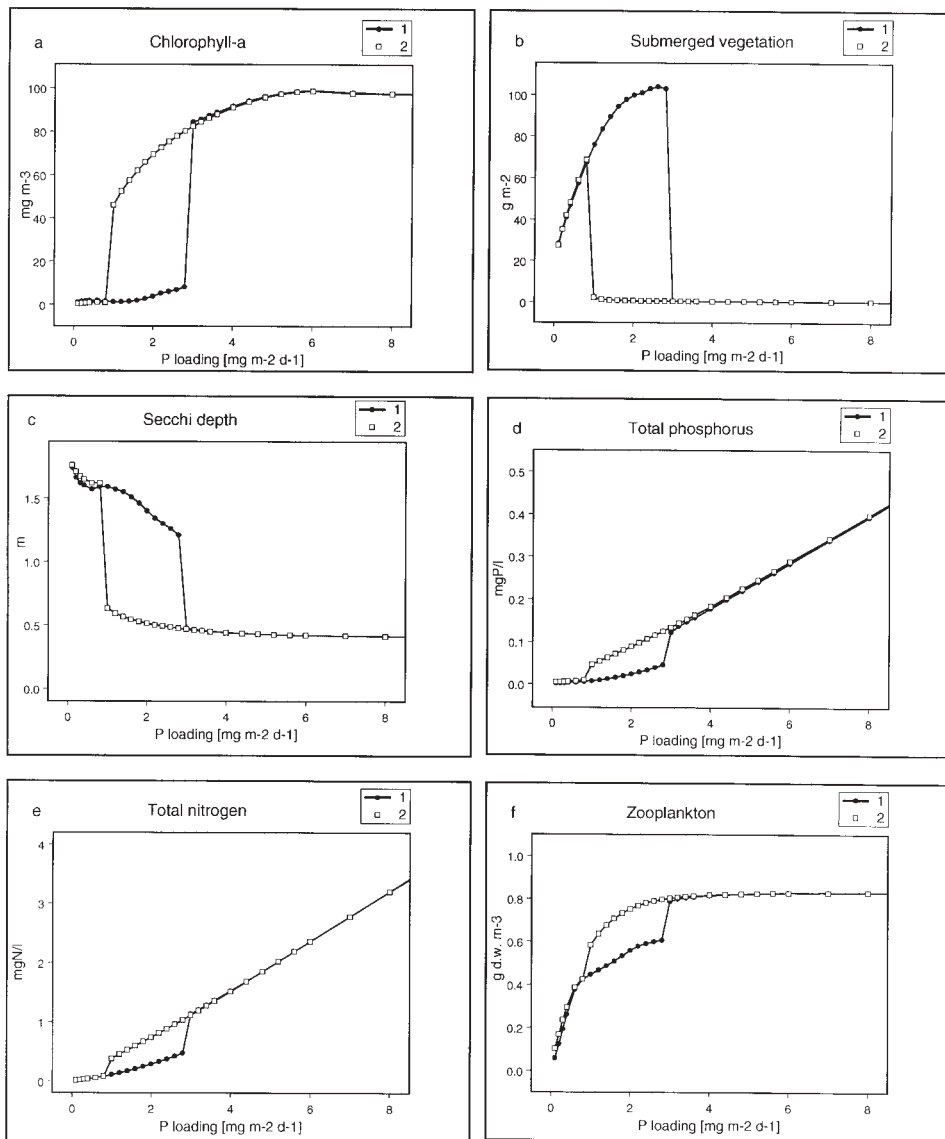 a Chlorophyll-a
1
2
mg m-3
100
80
60
40
20
0
0 2 4 6 8
P loading [mg m-2 d-1]
b Submerged vegetation
1
2
g m-2
100
80
60
40
20
0
0 2 4 6 8
P loading [mg m-2 d-1]
c Secchi depth
1
2
m
1.5
1.0
0.5
0.0
0 2 4 6 8
P loading [mg m-2 d-1]
d Total phosphorus
1
2
mgP/l
0.5
0.4
0.3
0.2
0.1
0.0
0 2 4 6 8
P loading [mg m-2 d-1]
e Total nitrogen
1
2
mgN/l
4
3
2
1
0
0 2 4 6 8
P loading [mg m-2 d-1]
f Zooplankton
1
2
g d.w. m-3
1.0
0.8
0.6
0.4
0.2
0.0
0 2 4 6 8
P loading [mg m-2 d-1]